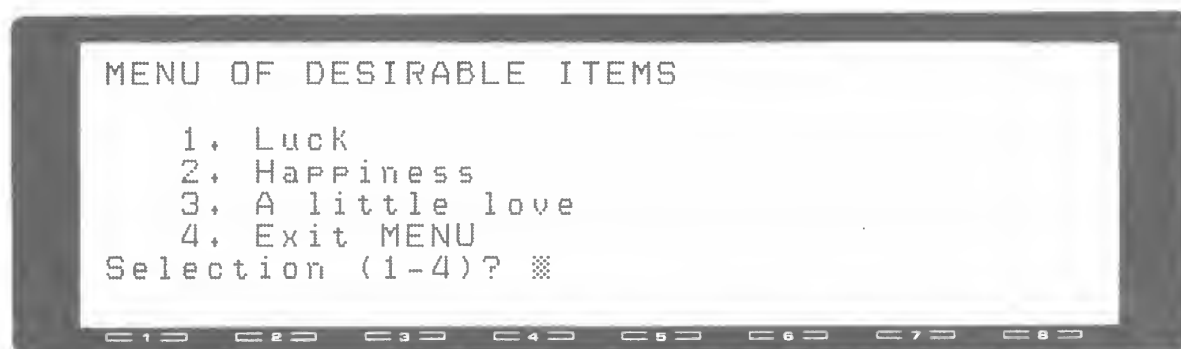 MENU OF DESIRABLE ITEMS
1. Luck
2. Happiness
3. A little love
4. Exit MENU
Selection (1-4)? 
1 2 3 4 5 6 7 8